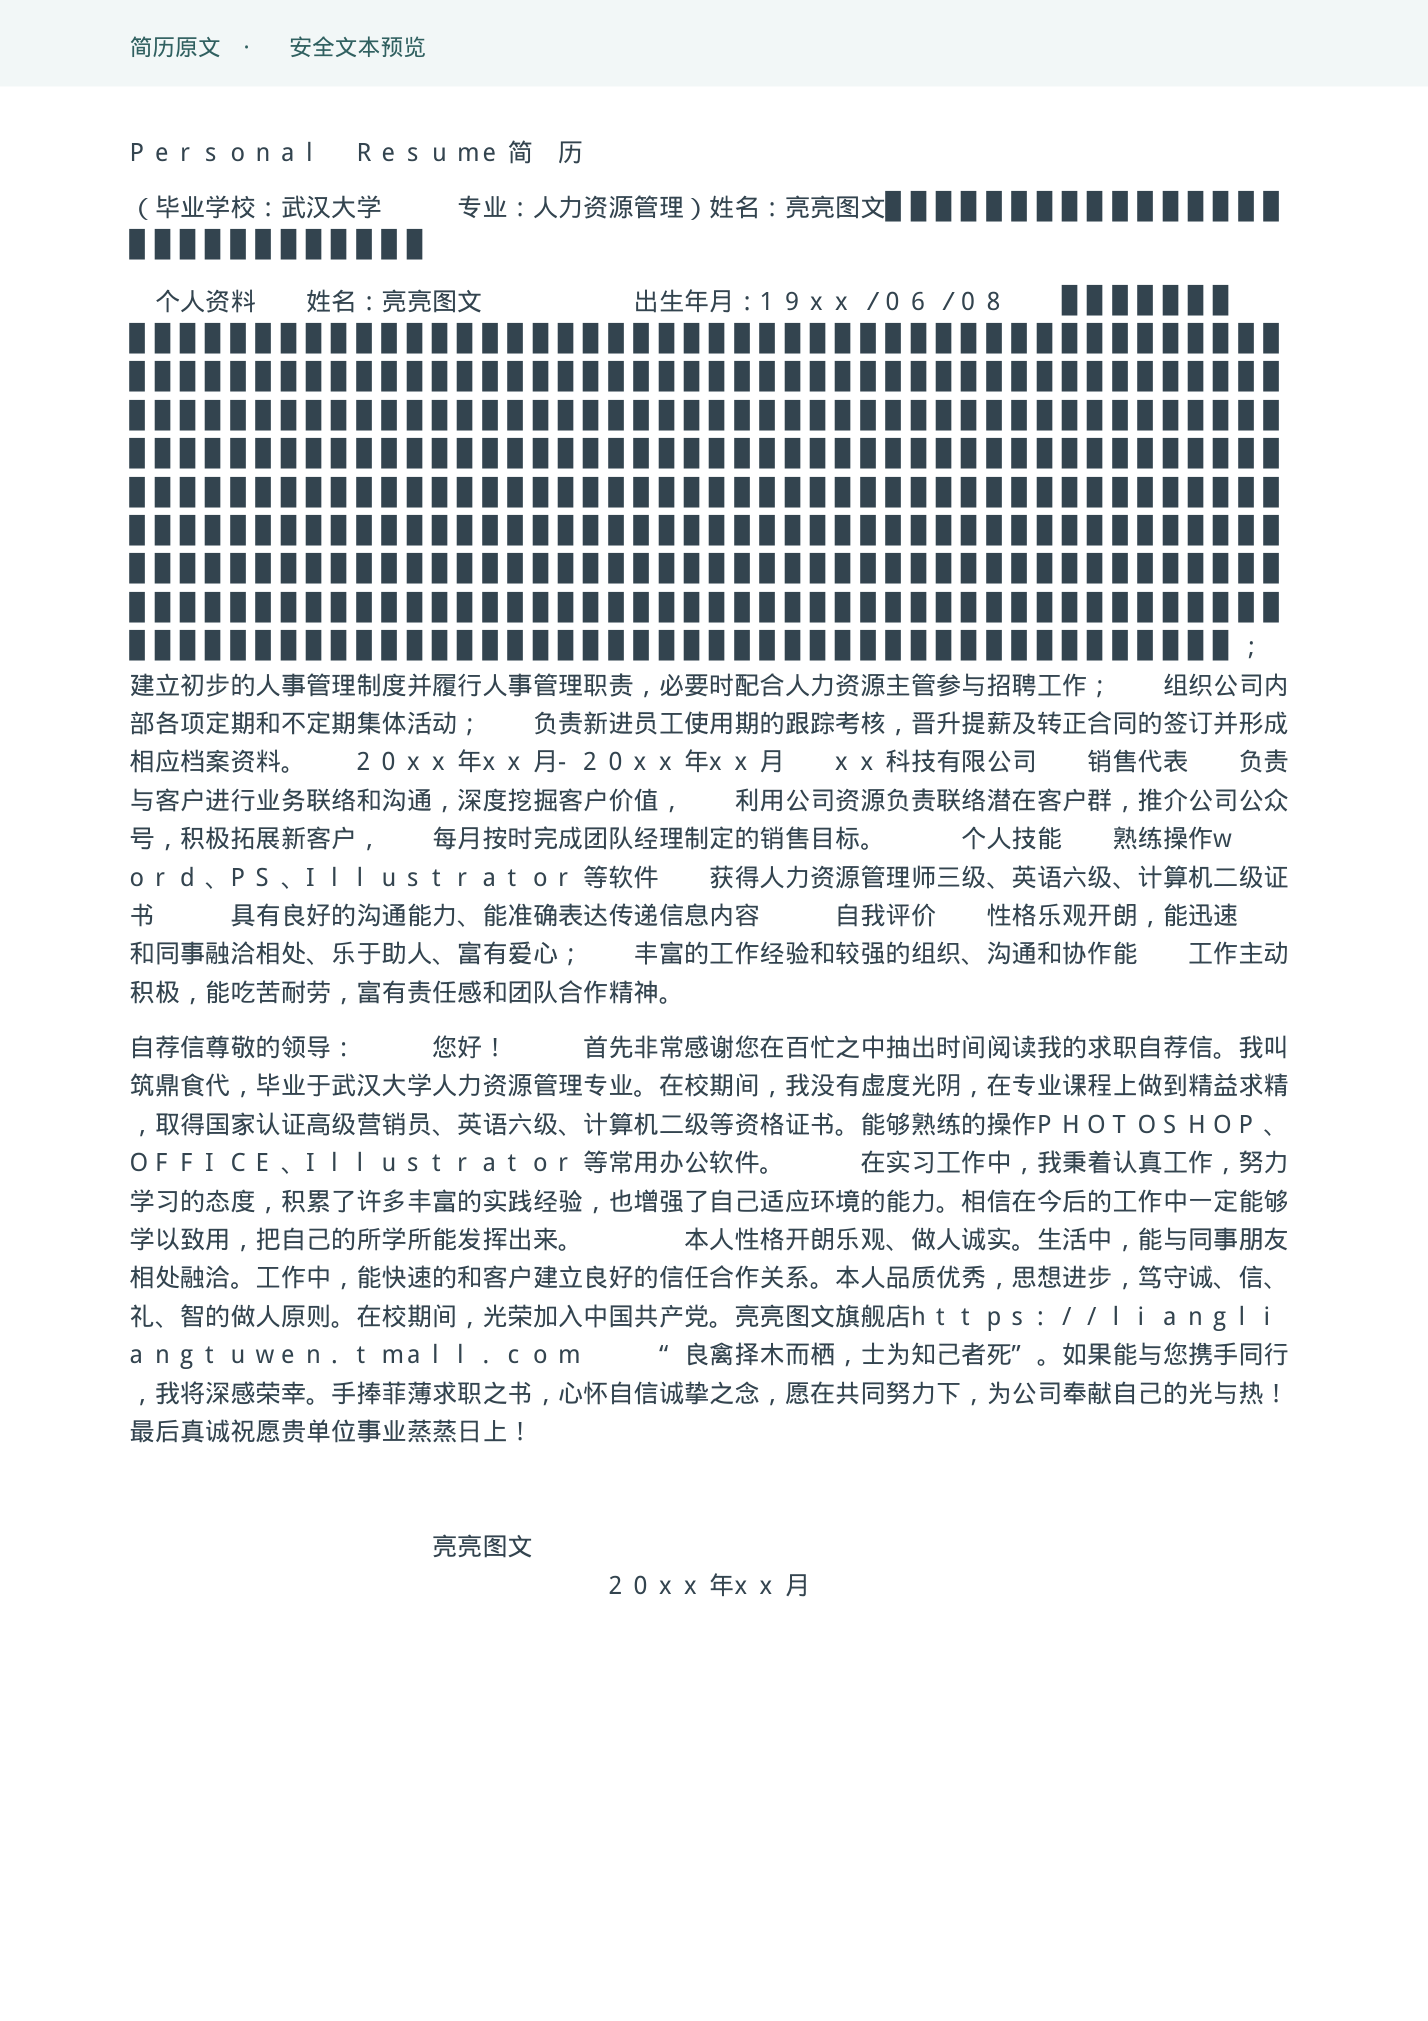 简历原文 · 安全文本预览
Personal Resume简 历
（毕业学校：武汉大学 专业：人力资源管理）姓名：亮亮图文
个人资料 姓名：亮亮图文 出生年月：19xx/06/08
；
建立初步的人事管理制度并履行人事管理职责，必要时配合人力资源主管参与招聘工作； 组织公司内
部各项定期和不定期集体活动； 负责新进员工使用期的跟踪考核，晋升提薪及转正合同的签订并形成
相应档案资料。 20xx年xx月-20xx年xx月 xx科技有限公司 销售代表 负责
与客户进行业务联络和沟通，深度挖掘客户价值， 利用公司资源负责联络潜在客户群，推介公司公众
号，积极拓展新客户， 每月按时完成团队经理制定的销售目标。 个人技能 熟练操作w
ord、PS、Illustrator等软件 获得人力资源管理师三级、英语六级、计算机二级证
书 具有良好的沟通能力、能准确表达传递信息内容 自我评价 性格乐观开朗，能迅速
和同事融洽相处、乐于助人、富有爱心； 丰富的工作经验和较强的组织、沟通和协作能 工作主动
积极，能吃苦耐劳，富有责任感和团队合作精神。
自荐信尊敬的领导： 您好！ 首先非常感谢您在百忙之中抽出时间阅读我的求职自荐信。我叫
筑鼎食代，毕业于武汉大学人力资源管理专业。在校期间，我没有虚度光阴，在专业课程上做到精益求精
，取得国家认证高级营销员、英语六级、计算机二级等资格证书。能够熟练的操作PHOTOSHOP、
OFFICE、Illustrator等常用办公软件。 在实习工作中，我秉着认真工作，努力
学习的态度，积累了许多丰富的实践经验，也增强了自己适应环境的能力。相信在今后的工作中一定能够
学以致用，把自己的所学所能发挥出来。 本人性格开朗乐观、做人诚实。生活中，能与同事朋友
相处融洽。工作中，能快速的和客户建立良好的信任合作关系。本人品质优秀，思想进步，笃守诚、信、
礼、智的做人原则。在校期间，光荣加入中国共产党。亮亮图文旗舰店https://liangli
angtuwen.tmall.com “良禽择木而栖，士为知己者死”。如果能与您携手同行
，我将深感荣幸。手捧菲薄求职之书，心怀自信诚挚之念，愿在共同努力下，为公司奉献自己的光与热！
最后真诚祝愿贵单位事业蒸蒸日上！
亮亮图文
20xx年xx月